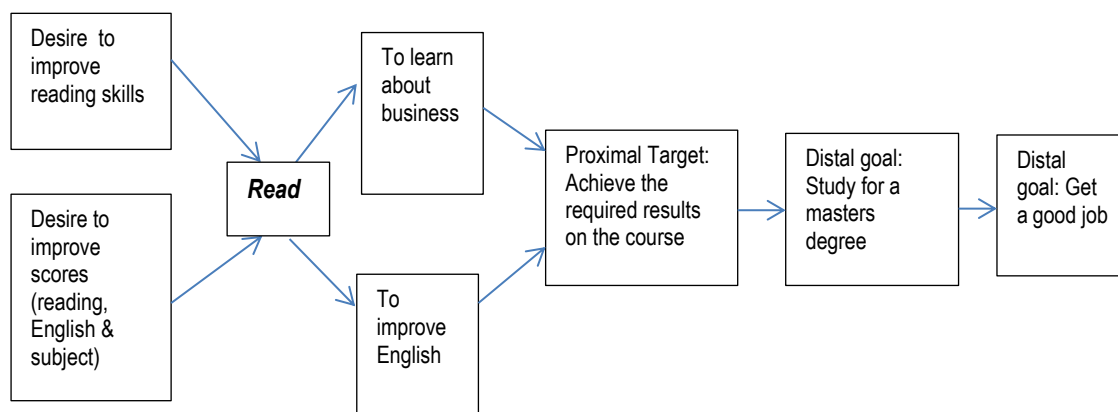 Desire to
improve
reading skills
Desire to
improve
scores
(reading,
English &
subject)
Read
To learn
about
business
To
improve
English
Proximal Target:
Achieve the
required results
on the course
Distal goal:
Study for a
masters
degree
Distal
goal: Get
a good job